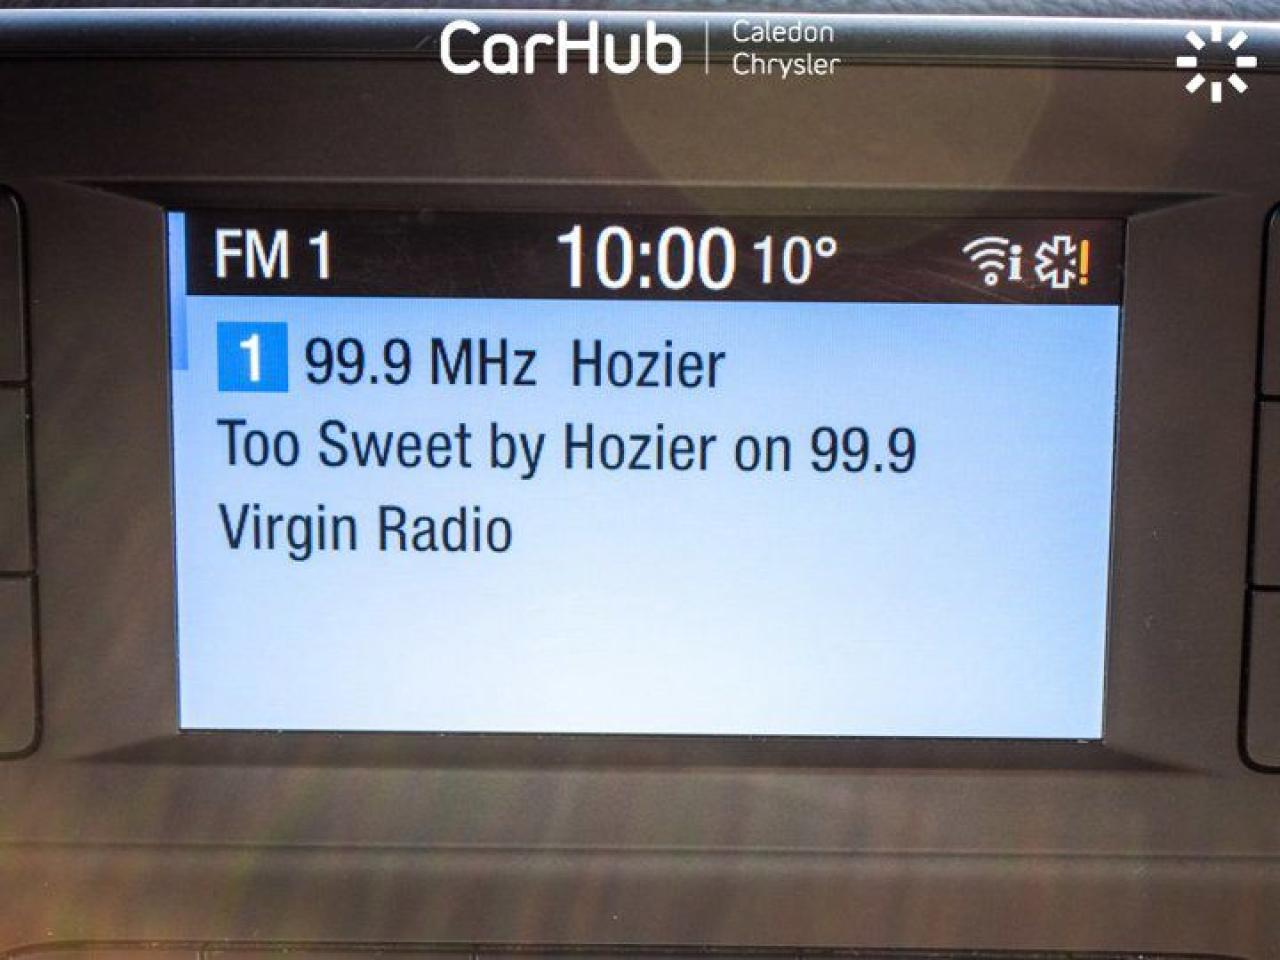 CarHub | Caledon
Chrysler
FM 1 10:00 10° i !
1 99.9 MHz Hozier
Too Sweet by Hozier on 99.9
Virgin Radio